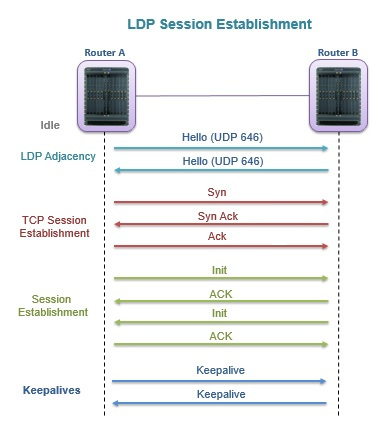 LDP Session Establishment
Router A
Router B
Idle
Hello (UDP 646)
LDP Adjacency
Hello (UDP 646)
Syn
TCP Session
Establishment
Syn Ack
Ack
Init
Session
Establishment
ACK
Init
ACK
Keepalives
Keepalive
Keepalive